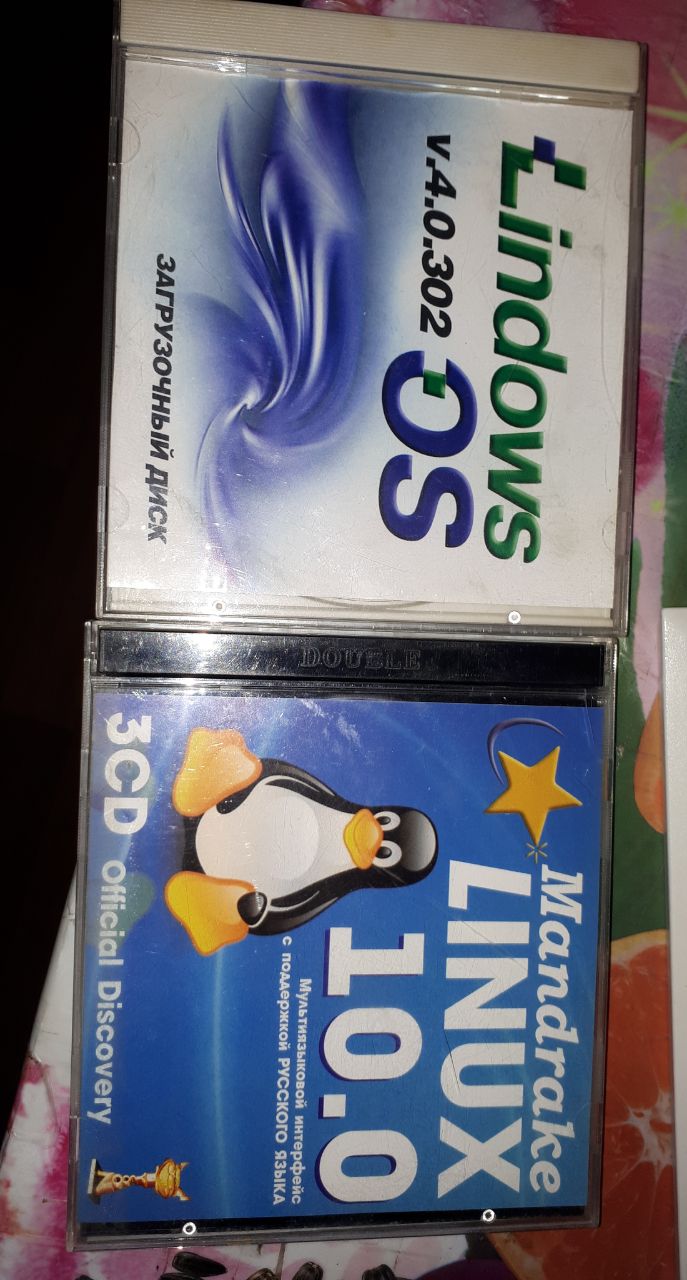 Lindows
v.4.0.302 OS
ЗАГРУЗОЧНЫЙ ДИСК
DOUBLE
Mandrake
LINUX
10.0
Мультиязыковой интерфейс
с поддержкой РУССКОГО ЯЗЫКА
3CD Official Discovery